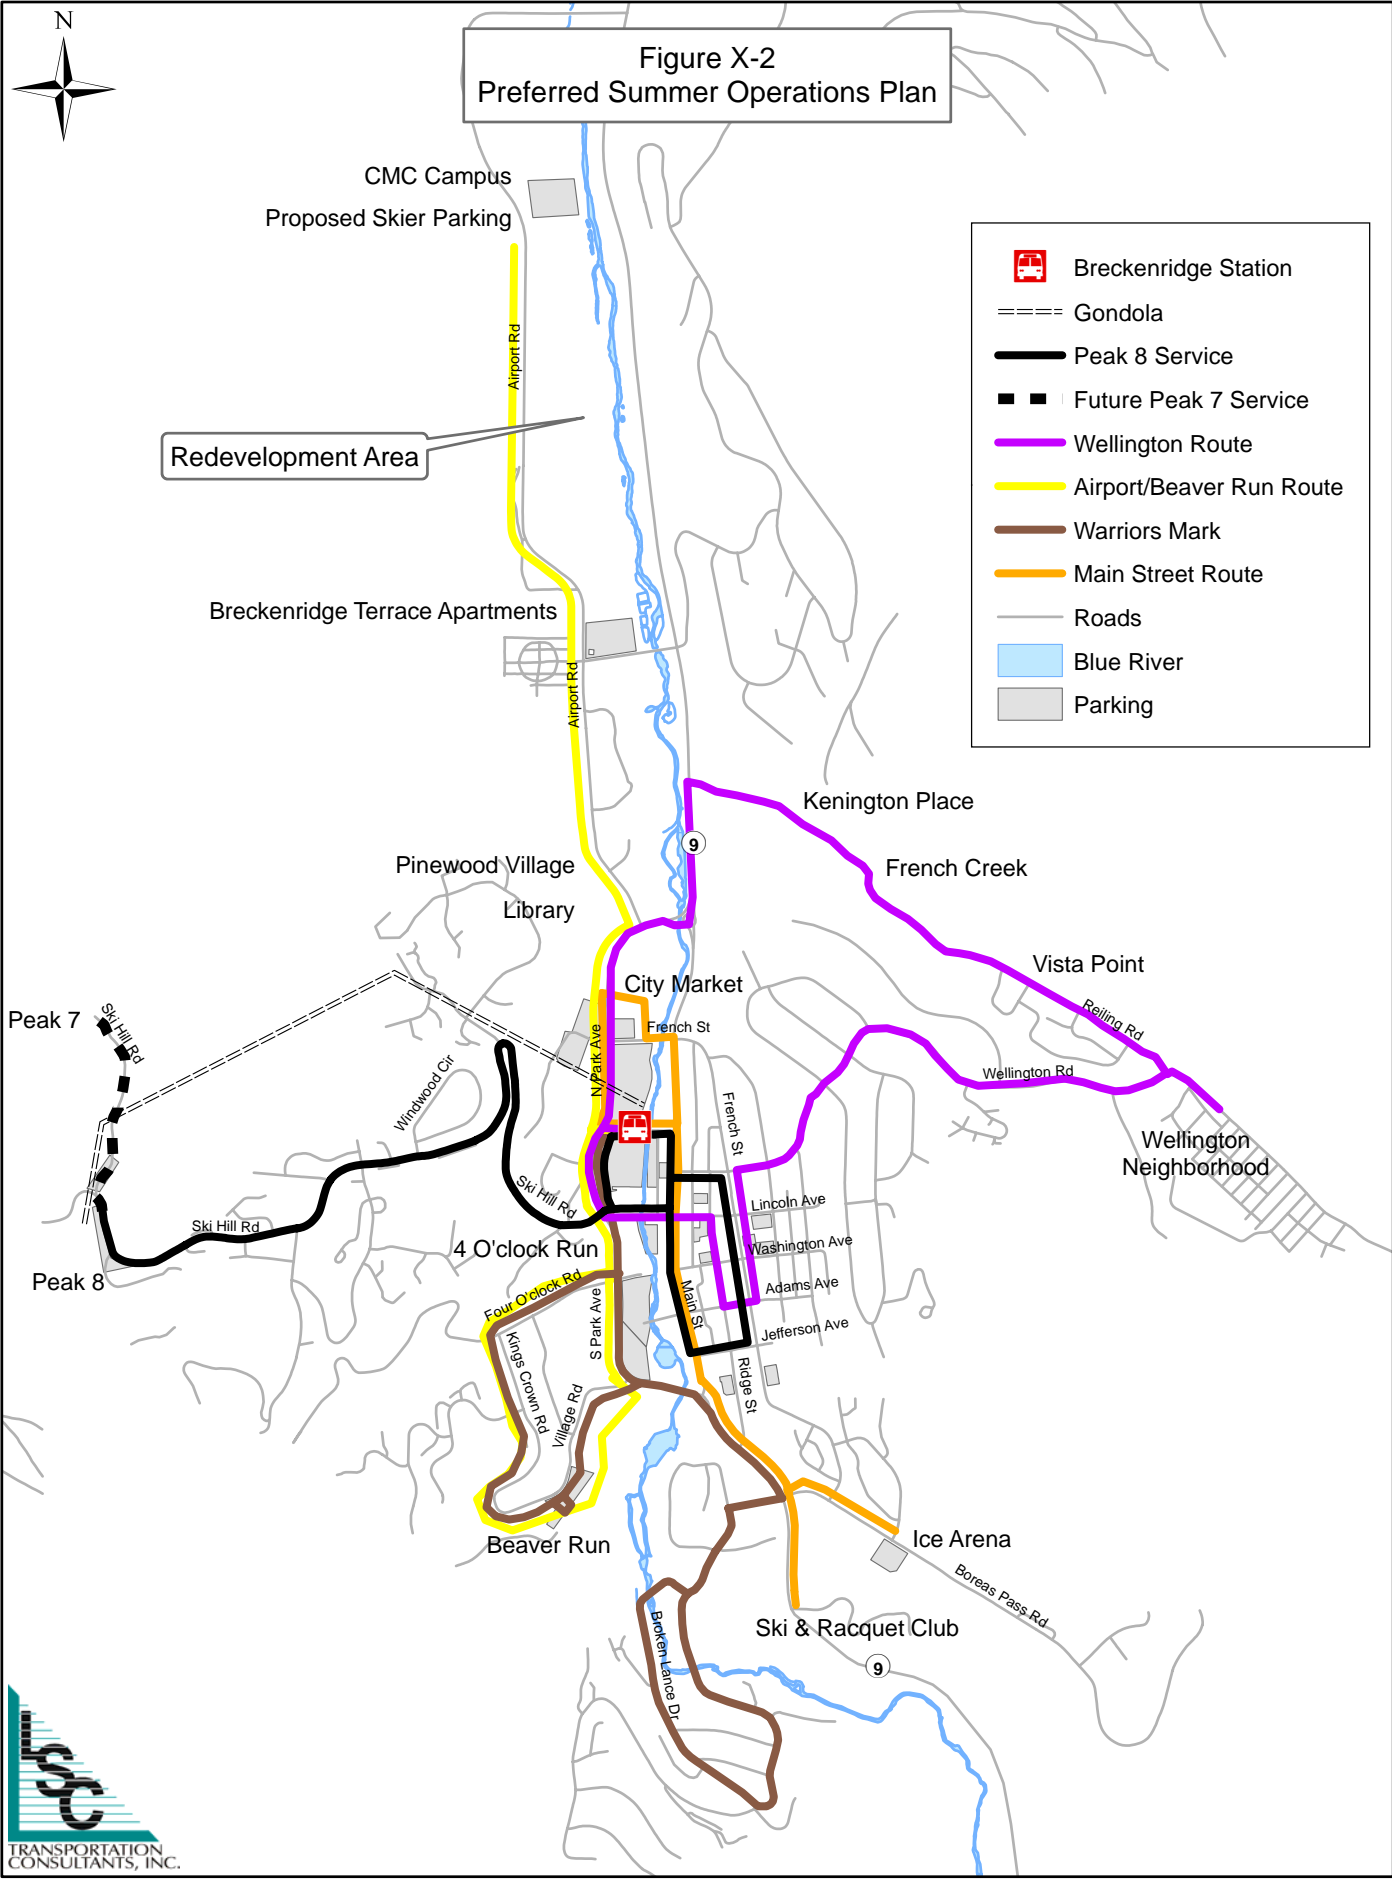 N
Figure X-2
Preferred Summer Operations Plan
CMC Campus
Proposed Skier Parking
Breckenridge Station
Gondola
Peak 8 Service
Future Peak 7 Service
Wellington Route
Airport/Beaver Run Route
Warriors Mark
Main Street Route
Roads
Blue River
Parking
Airport Rd
Redevelopment Area
Breckenridge Terrace Apartments
Airport Rd
Kenington Place
9
Pinewood Village
French Creek
Library
Vista Point
City Market
Reiling Rd
Peak 7
Ski Hill Rd
French St
N Park Ave
Windwood Cir
Wellington Rd
French St
Wellington
Neighborhood
Ski Hill Rd
Lincoln Ave
Ski Hill Rd
4 O'clock Run
Washington Ave
Peak 8
Four O'clock Rd
Adams Ave
Main St
S Park Ave
Jefferson Ave
Kings Crown Rd
Village Rd
Ridge St
Beaver Run
Ice Arena
Boreas Pass Rd
Broken Lance Dr
Ski & Racquet Club
9
LSC
TRANSPORTATION
CONSULTANTS, INC.